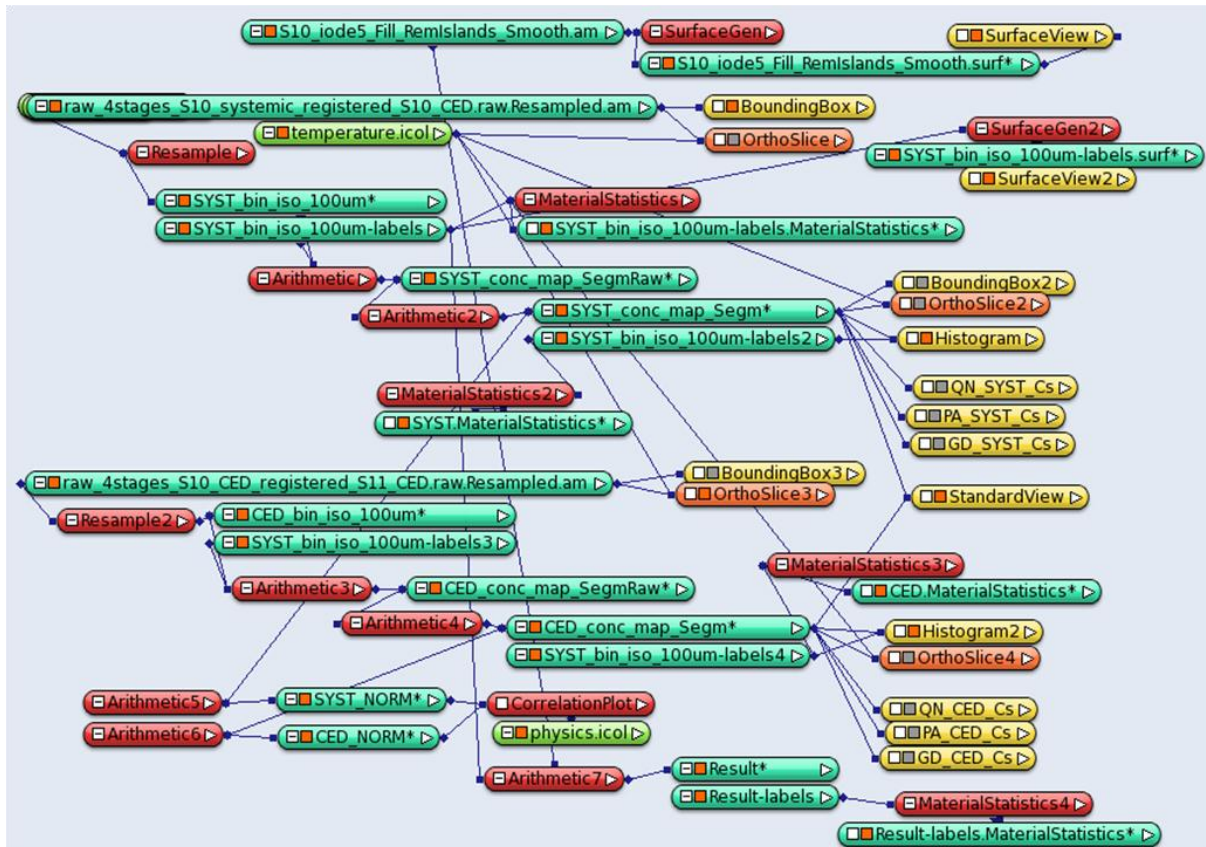 S10_iode5_Fill_RemIslands_Smooth.am
SurfaceGen
SurfaceView
S10_iode5_Fill_RemIslands_Smooth.surf*
raw_4stages_S10_systemic_registered_S10_CED.raw.Resampled.am
BoundingBox
temperature.icol
OrthoSlice
SurfaceGen2
Resample
SYST_bin_iso_100um-labels.surf*
SurfaceView2
SYST_bin_iso_100um*
MaterialStatistics
SYST_bin_iso_100um-labels
SYST_bin_iso_100um-labels.MaterialStatistics*
Arithmetic
SYST_conc_map_SegmRaw*
BoundingBox2
OrthoSlice2
Arithmetic2
SYST_conc_map_Segm*
SYST_bin_iso_100um-labels2
Histogram
QN_SYST_Cs
MaterialStatistics2
PA_SYST_Cs
SYST.MaterialStatistics*
GD_SYST_Cs
raw_4stages_S10_CED_registered_S11_CED.raw.Resampled.am
BoundingBox3
OrthoSlice3
StandardView
Resample2
CED_bin_iso_100um*
SYST_bin_iso_100um-labels3
MaterialStatistics3
Arithmetic3
CED_conc_map_SegmRaw*
CED.MaterialStatistics*
Arithmetic4
CED_conc_map_Segm*
Histogram2
SYST_bin_iso_100um-labels4
OrthoSlice4
Arithmetic5
SYST_NORM*
CorrelationPlot
QN_CED_Cs
Arithmetic6
CED_NORM*
physics.icol
PA_CED_Cs
GD_CED_Cs
Arithmetic7
Result*
Result-labels
MaterialStatistics4
Result-labels.MaterialStatistics*